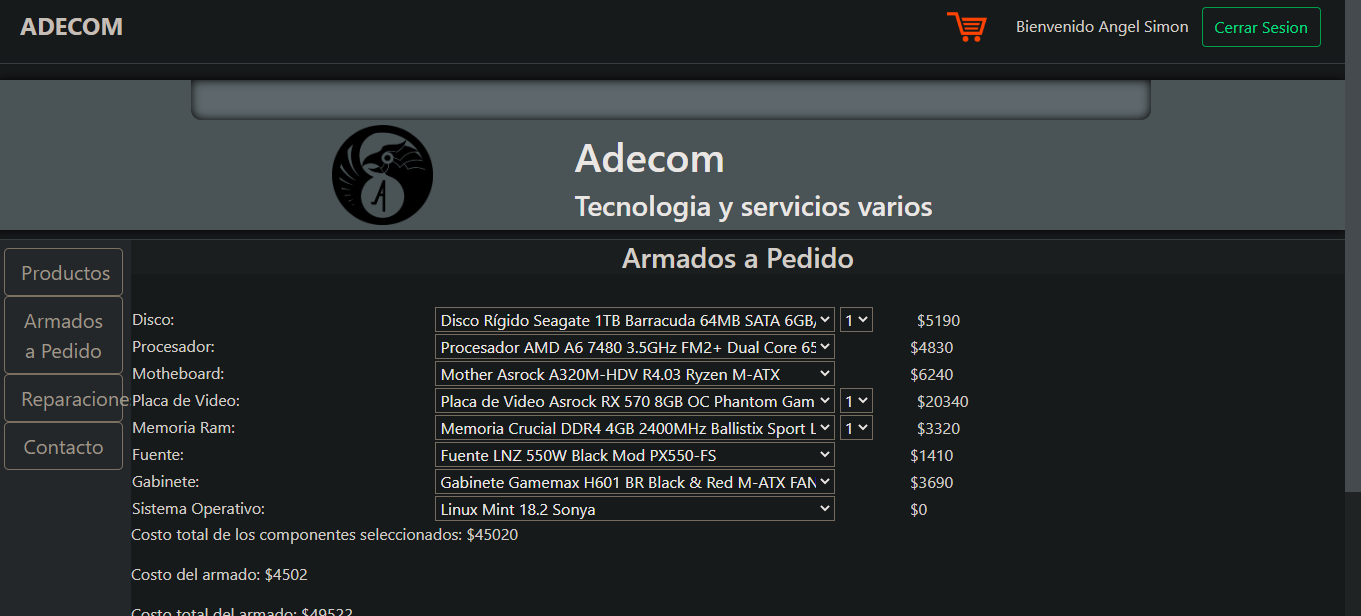 ADECOM
Bienvenido Angel Simon
Cerrar Sesion
Adecom
Tecnologia y servicios varios
Productos
Armados
a Pedido
Reparacione
Contacto
Armados a Pedido
Disco: Disco Rígido Seagate 1TB Barracuda 64MB SATA 6GB/ 1 $5190
Procesador: Procesador AMD A6 7480 3.5GHz FM2+ Dual Core 65 $4830
Motheboard: Mother Asrock A320M-HDV R4.03 Ryzen M-ATX $6240
Placa de Video: Placa de Video Asrock RX 570 8GB OC Phantom Gam 1 $20340
Memoria Ram: Memoria Crucial DDR4 4GB 2400MHz Ballistix Sport L 1 $3320
Fuente: Fuente LNZ 550W Black Mod PX550-FS $1410
Gabinete: Gabinete Gamemax H601 BR Black & Red M-ATX FAN $3690
Sistema Operativo: Linux Mint 18.2 Sonya $0
Costo total de los componentes seleccionados: $45020
Costo del armado: $4502
Costo total del armado: $49522